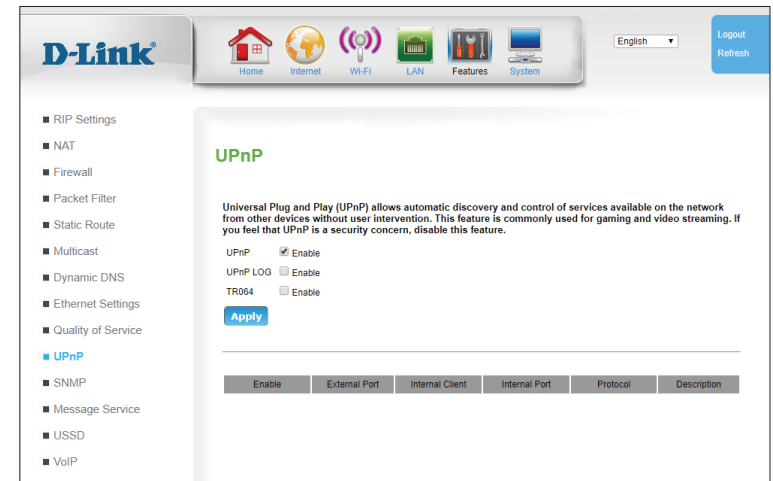 D-Link
Home
Internet
Wi-Fi
LAN
Features
System
English
Logout
Refresh
RIP Settings
NAT
Firewall
Packet Filter
Static Route
Multicast
Dynamic DNS
Ethernet Settings
Quality of Service
UPnP
SNMP
Message Service
USSD
VoIP
UPnP
Universal Plug and Play (UPnP) allows automatic discovery and control of services available on the network
from other devices without user intervention. This feature is commonly used for gaming and video streaming. If
you feel that UPnP is a security concern, disable this feature.
UPnP Enable
UPnP LOG Enable
TR064 Enable
Apply
Enable External Port Internal Client Internal Port Protocol Description